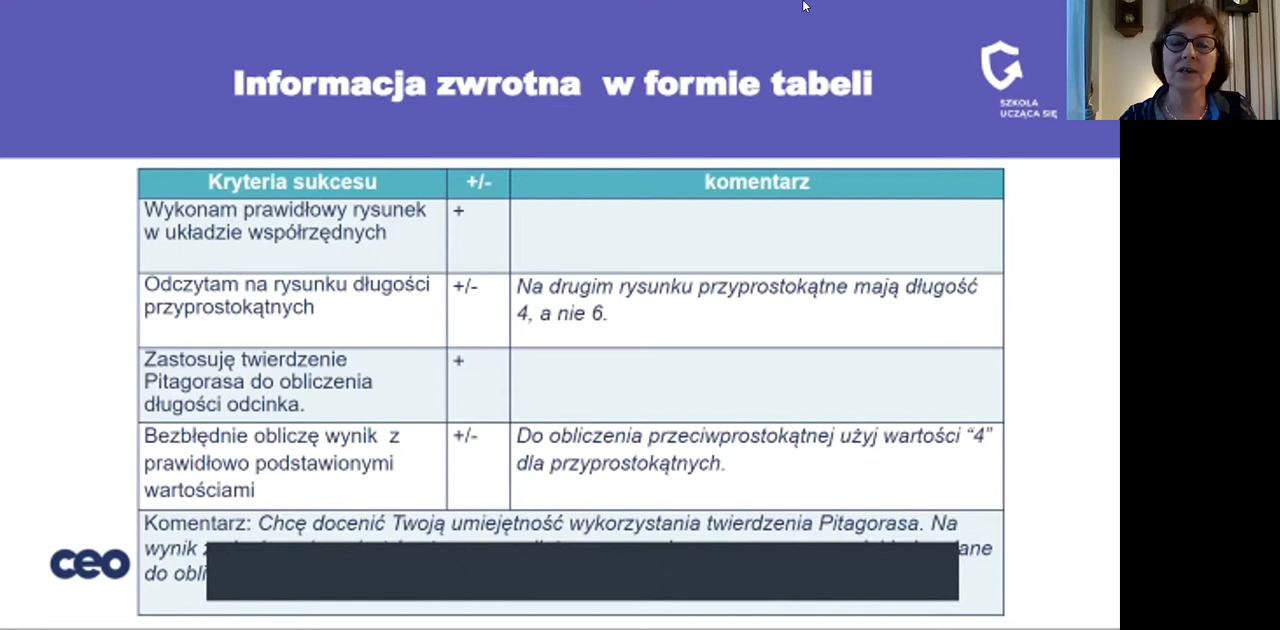 Informacja zwrotna w formie tabeli
SZKOŁA
UCZĄCA SIĘ
Kryteria sukcesu +/- komentarz
Wykonam prawidłowy rysunek +
w układzie współrzędnych
Odczytam na rysunku długości +/- Na drugim rysunku przyprostokątne mają długość
przyprostokątnych 4, a nie 6.
Zastosuję twierdzenie +
Pitagorasa do obliczenia
długości odcinka.
Bezbłędnie obliczę wynik z +/- Do obliczenia przeciwprostokątnej użyj wartości “4”
prawidłowo podstawionymi dla przyprostokątnych.
wartościami
Komentarz: Chcę docenić Twoją umiejętność wykorzystania twierdzenia Pitagorasa. Na
wynik
do
ceo